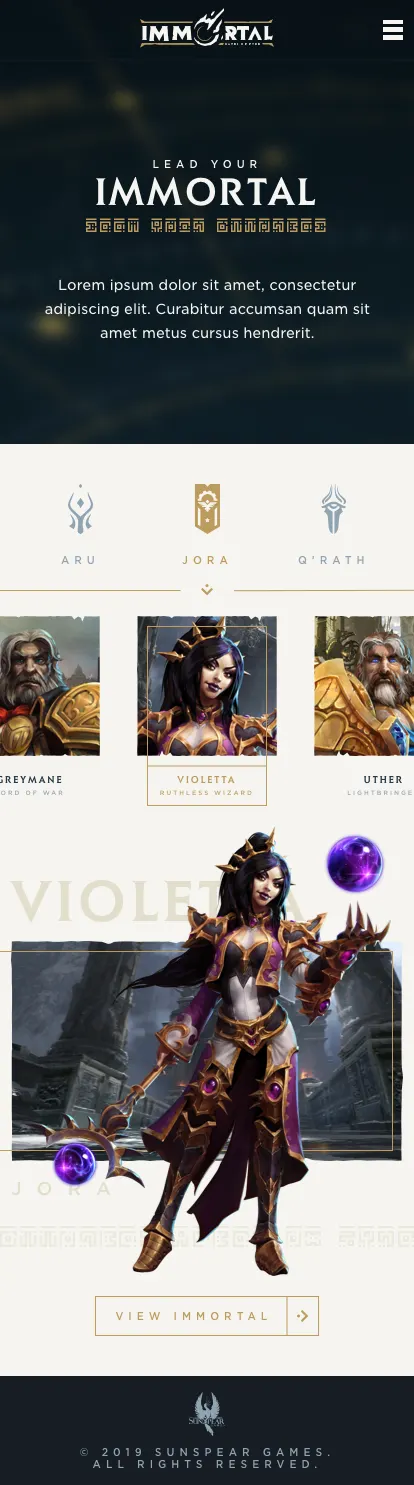 IMMORTAL
LEAD YOUR
IMMORTAL
Lorem ipsum dolor sit amet, consectetur
adipiscing elit. Curabitur accumsan quam sit
amet metus cursus hendrerit.
ARU
JORA
Q'RATH
GREYMANE
ORD OF WAR
VIOLETTA
RUTHLESS WIZARD
UTHER
LIGHTBRINGE
VIOLETTA
JORA
VIEW IMMORTAL
SUNSPEAR
© 2019 SUNSPEAR GAMES.
ALL RIGHTS RESERVED.